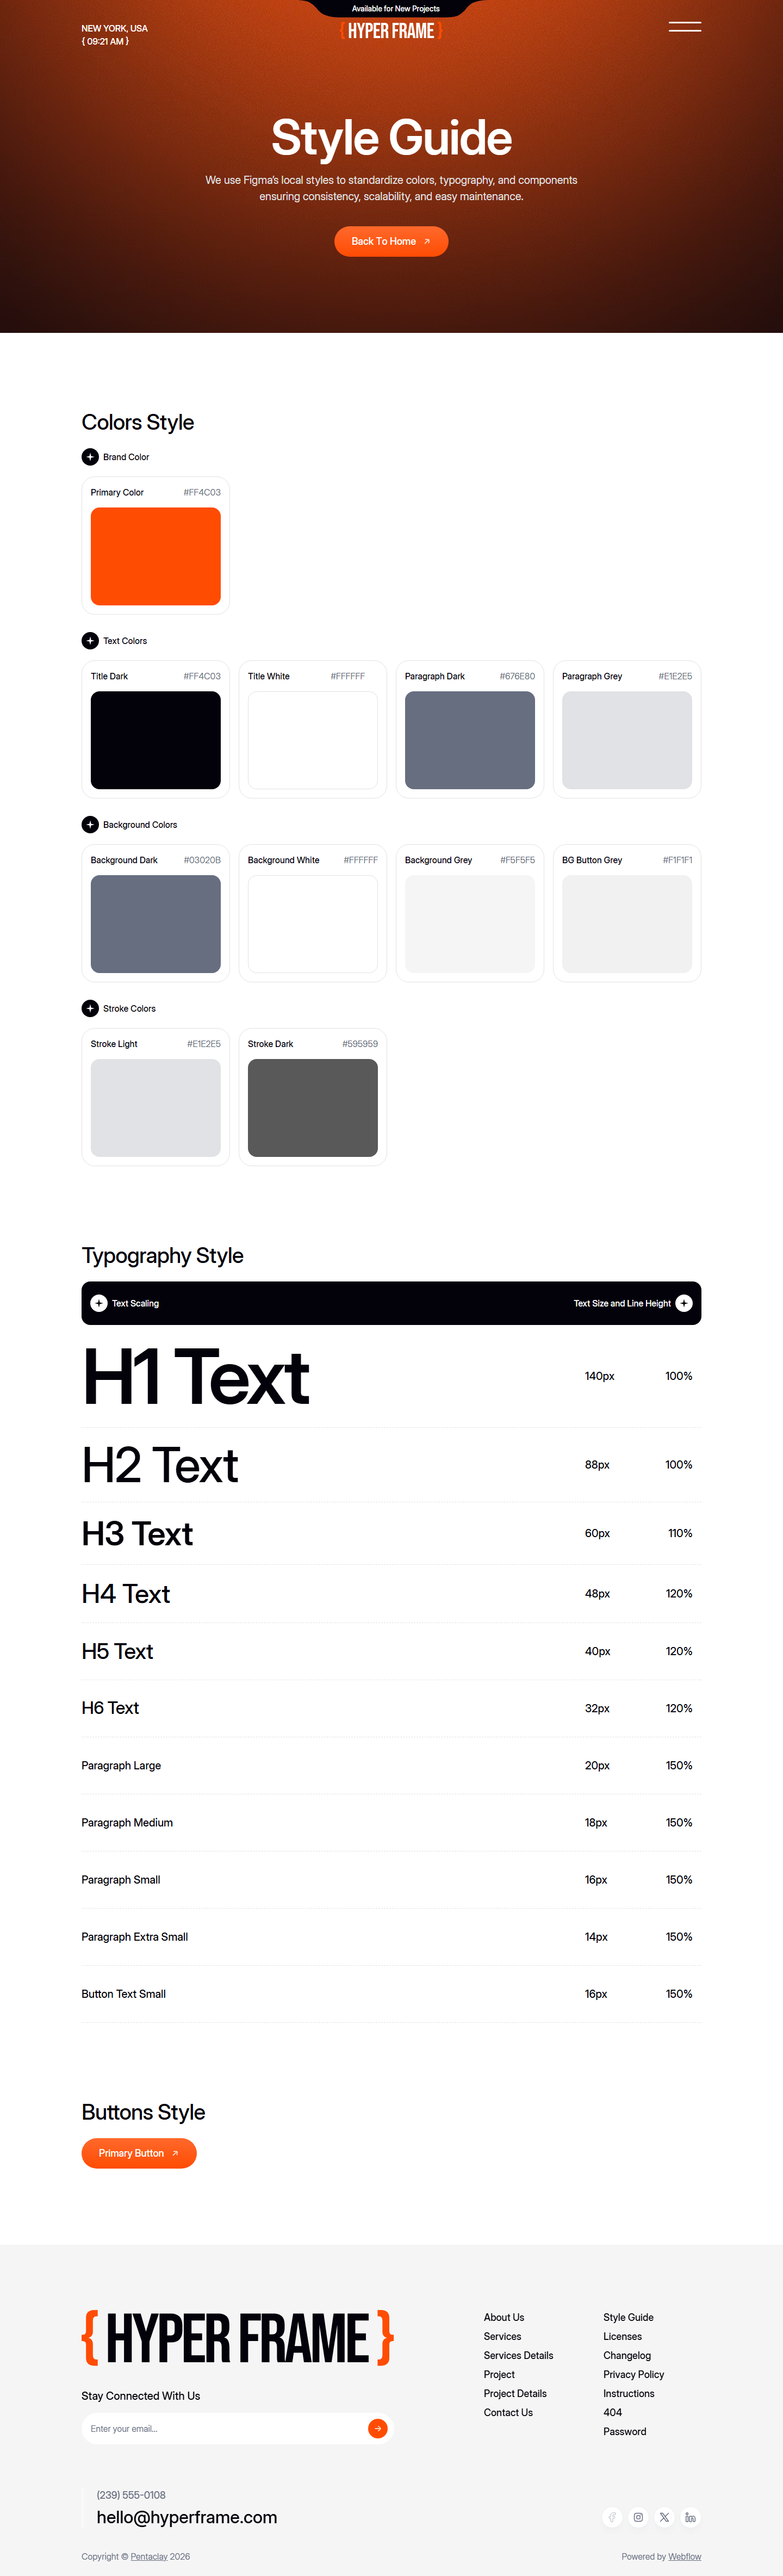 Available for New Projects
NEW YORK, USA
{ 09:21 AM }
{ HYPER FRAME }
Style Guide
We use Figma's local styles to standardize colors, typography, and components
ensuring consistency, scalability, and easy maintenance.
Back To Home
Colors Style
Brand Color
Primary Color #FF4C03
Text Colors
Title Dark #FF4C03
Title White #FFFFFF
Paragraph Dark #676E80
Paragraph Grey #E1E2E5
Background Colors
Background Dark #03020B
Background White #FFFFFF
Background Grey #F5F5F5
BG Button Grey #F1F1F1
Stroke Colors
Stroke Light #E1E2E5
Stroke Dark #595959
Typography Style
Text Scaling Text Size and Line Height
H1 Text 140px 100%
H2 Text 88px 100%
H3 Text 60px 110%
H4 Text 48px 120%
H5 Text 40px 120%
H6 Text 32px 120%
Paragraph Large 20px 150%
Paragraph Medium 18px 150%
Paragraph Small 16px 150%
Paragraph Extra Small 14px 150%
Button Text Small 16px 150%
Buttons Style
Primary Button
{ HYPER FRAME }
Stay Connected With Us
Enter your email...
About Us
Services
Services Details
Project
Project Details
Contact Us
Style Guide
Licenses
Changelog
Privacy Policy
Instructions
404
Password
(239) 555-0108
hello@hyperframe.com
Copyright © Pentaclay 2026
Powered by Webflow